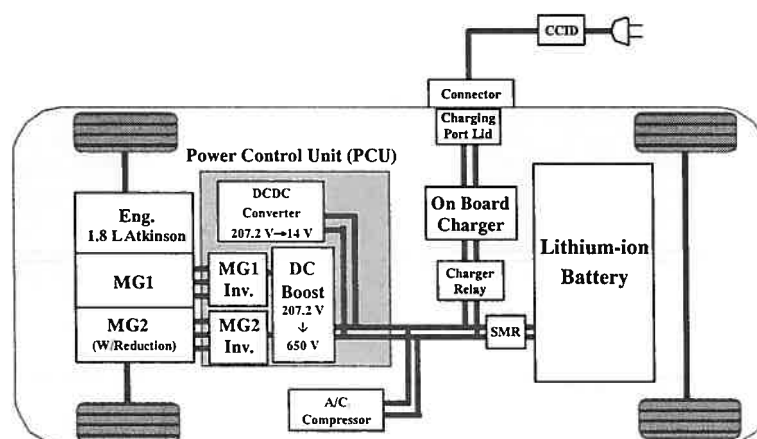 CCID
Connector
Charging
Port Lid
Power Control Unit (PCU)
DCDC
Converter
207.2 V→14 V
On Board
Charger
Lithium-ion
Battery
Eng.
1.8 L Atkinson
MG1
MG1
Inv.
DC
Boost
207.2 V
↓
650 V
Charger
Relay
MG2
(W/Reduction)
MG2
Inv.
SMR
A/C
Compressor